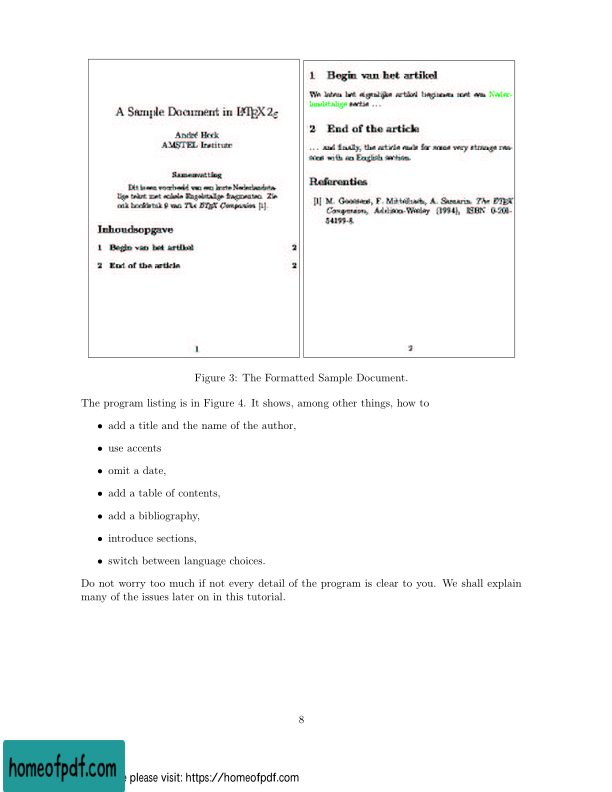 A Sample Document in LATEX 2ε
André Heck
AMSTEL Institute
Samenvatting
Dit is een voorbeeld van een korte Nederlandsta-
lige tekst met enkele Engelstalige fragmenten. Zie
ook hoofdstuk 9 van The LATEX Companion [1].
Inhoudsopgave
1 Begin van het artikel 2
2 End of the article 2
1
1 Begin van het artikel
We laten het eigenlijke artikel beginnen met een Neder-
landstalige sectie ...
2 End of the article
... and finally, the article ends for some very strange rea-
sons with an English section.
Referenties
[1] M. Goossens, F. Mittelbach, A. Samarin. The LATEX
Companion, Addison-Wesley (1994), ISBN 0-201-
54199-8.
2
Figure 3: The Formatted Sample Document.
The program listing is in Figure 4. It shows, among other things, how to
• add a title and the name of the author,
• use accents
• omit a date,
• add a table of contents,
• add a bibliography,
• introduce sections,
• switch between language choices.
Do not worry too much if not every detail of the program is clear to you. We shall explain
many of the issues later on in this tutorial.
8
homeofpdf.com
please visit: https://homeofpdf.com